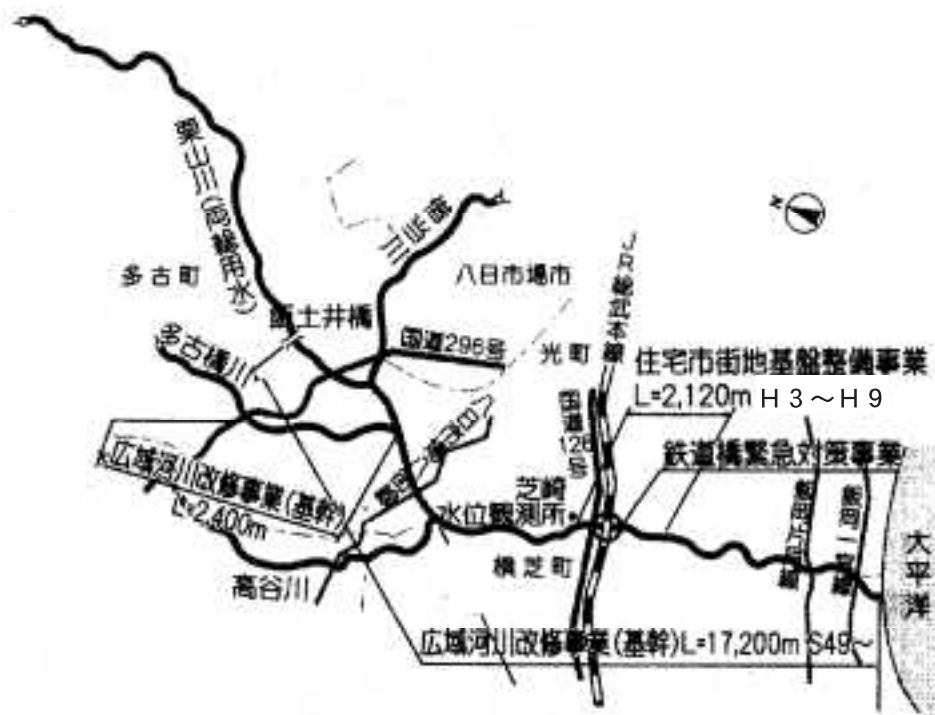 栗山川(両総用水)
借当川
多古町
八日市場市
飯土井橋
JR総武本線
多古橋川
国道296号
光町
住宅市街地基盤整備事業
L=2,120m H3～H9
国道126号
鉄道橋緊急対策事業
広域河川改修事業(基幹)
L=2,400m
芝崎
水位観測所
横芝町
高谷川
大平洋
広域河川改修事業(基幹)L=17,200m S49～
N